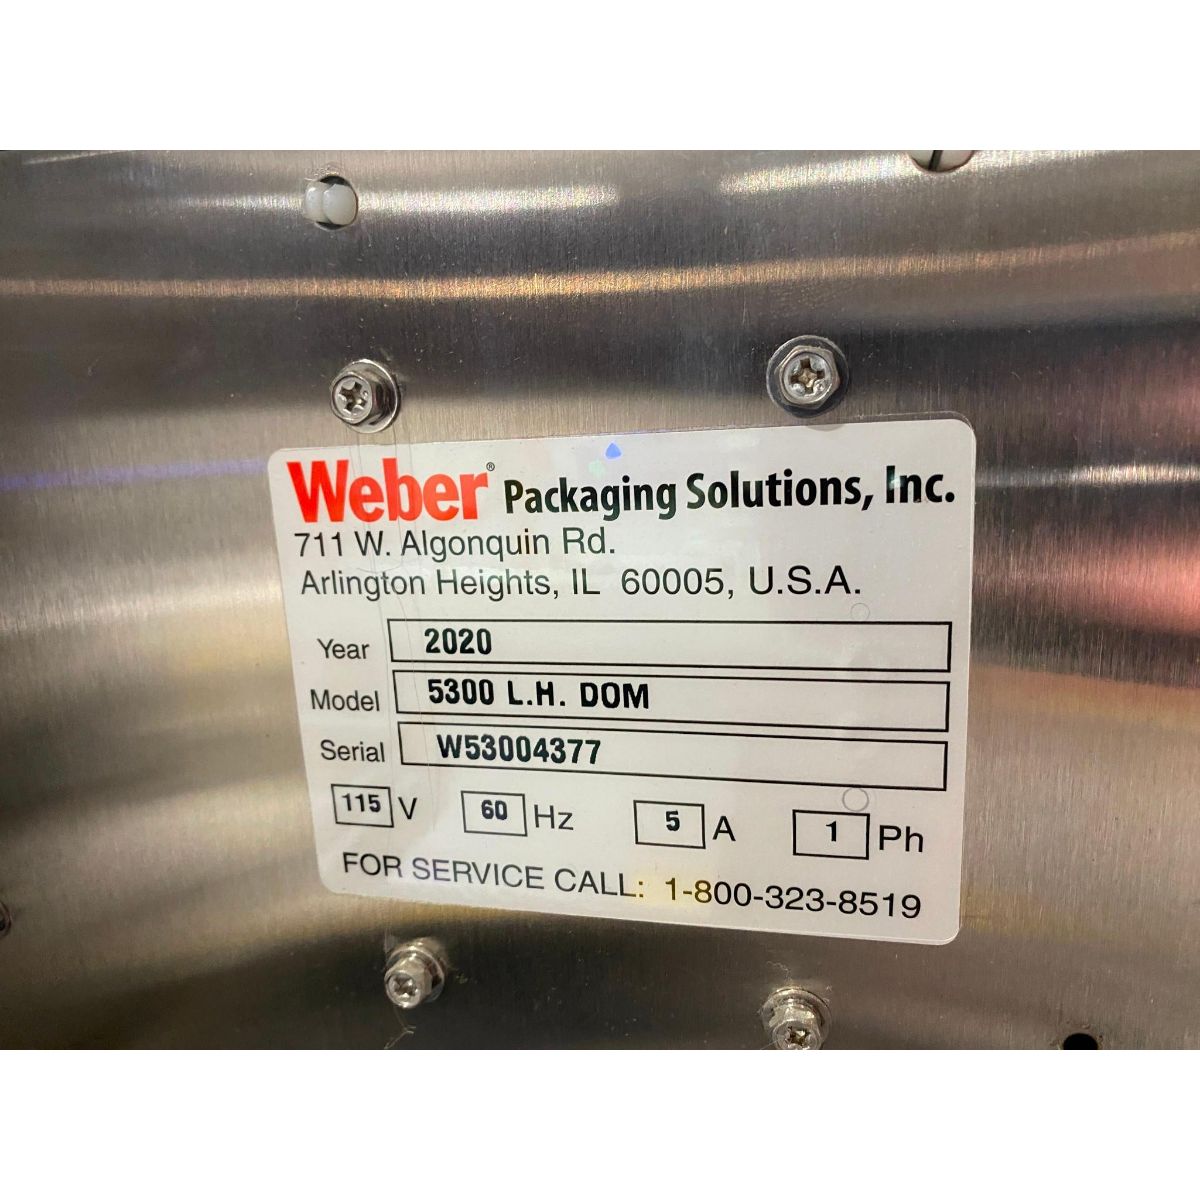 Weber® Packaging Solutions, Inc.
711 W. Algonquin Rd.
Arlington Heights, IL 60005, U.S.A.
Year 2020
Model 5300 L.H. DOM
Serial W53004377
115 V 60 Hz 5 A 1 Ph
FOR SERVICE CALL: 1-800-323-8519